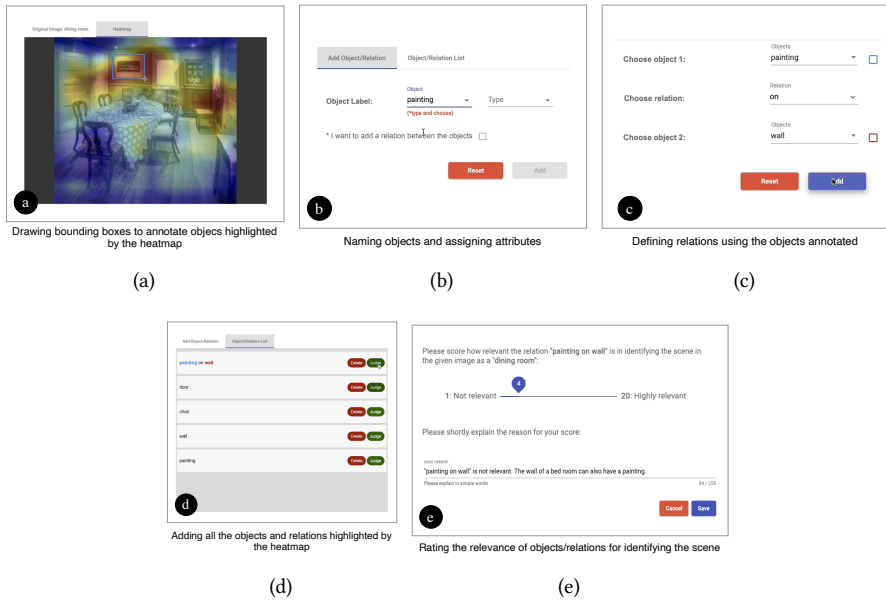 Original Image: dining room
Heatmap
a
Drawing bounding boxes to annotate objecs highlighted
by the heatmap
(a)
Add Object/Relation
Object/Relation List
Object
Object Label:
painting
Type
(*type and choose)
* I want to add a relation between the objects
Reset
Add
b
Naming objects and assigning attributes
(b)
Objects
Choose object 1:
painting
Relation
Choose relation:
on
Objects
Choose object 2:
wall
Reset
Add
c
Defining relations using the objects annotated
(c)
Add Object/Relation
Object/Relation List
painting on wall
Delete
Judge
door
Delete
Judge
chair
Delete
Judge
wall
Delete
Judge
painting
Delete
Judge
d
Adding all the objects and relations highlighted by
the heatmap
(d)
Please score how relevant the relation "painting on wall" is in identifying the scene in
the given image as a "dining room":
4
1: Not relevant
20: Highly relevant
Please shortly explain the reason for your score:
your reason
"painting on wall" is not relevant. The wall of a bed room can also have a painting.
Please explain in simple words
84 / 256
Cancel
Save
e
Rating the relevance of objects/relations for identifying the scene
(e)